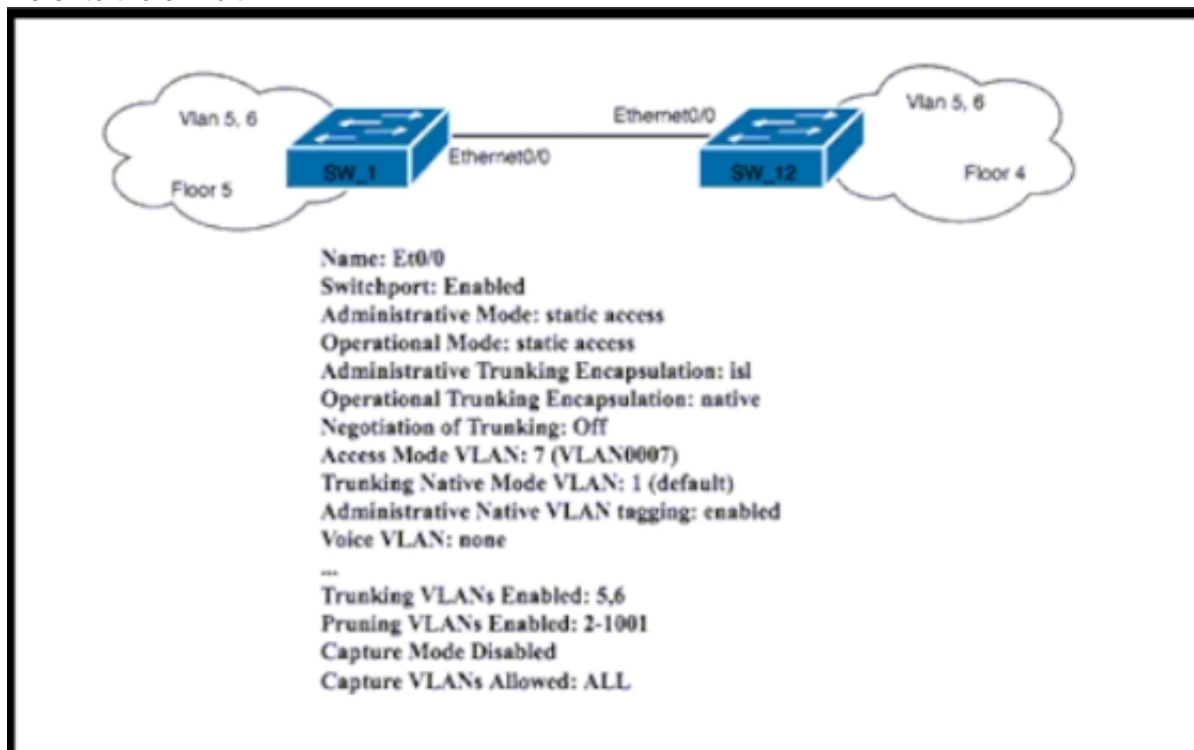 Vlan 5, 6
Ethernet0/0
Vlan 5, 6
SW_1
Ethernet0/0
SW_12
Floor 5
Floor 4
Name: Et0/0
Switchport: Enabled
Administrative Mode: static access
Operational Mode: static access
Administrative Trunking Encapsulation: isl
Operational Trunking Encapsulation: native
Negotiation of Trunking: Off
Access Mode VLAN: 7 (VLAN0007)
Trunking Native Mode VLAN: 1 (default)
Administrative Native VLAN tagging: enabled
Voice VLAN: none
...
Trunking VLANs Enabled: 5,6
Pruning VLANs Enabled: 2-1001
Capture Mode Disabled
Capture VLANs Allowed: ALL